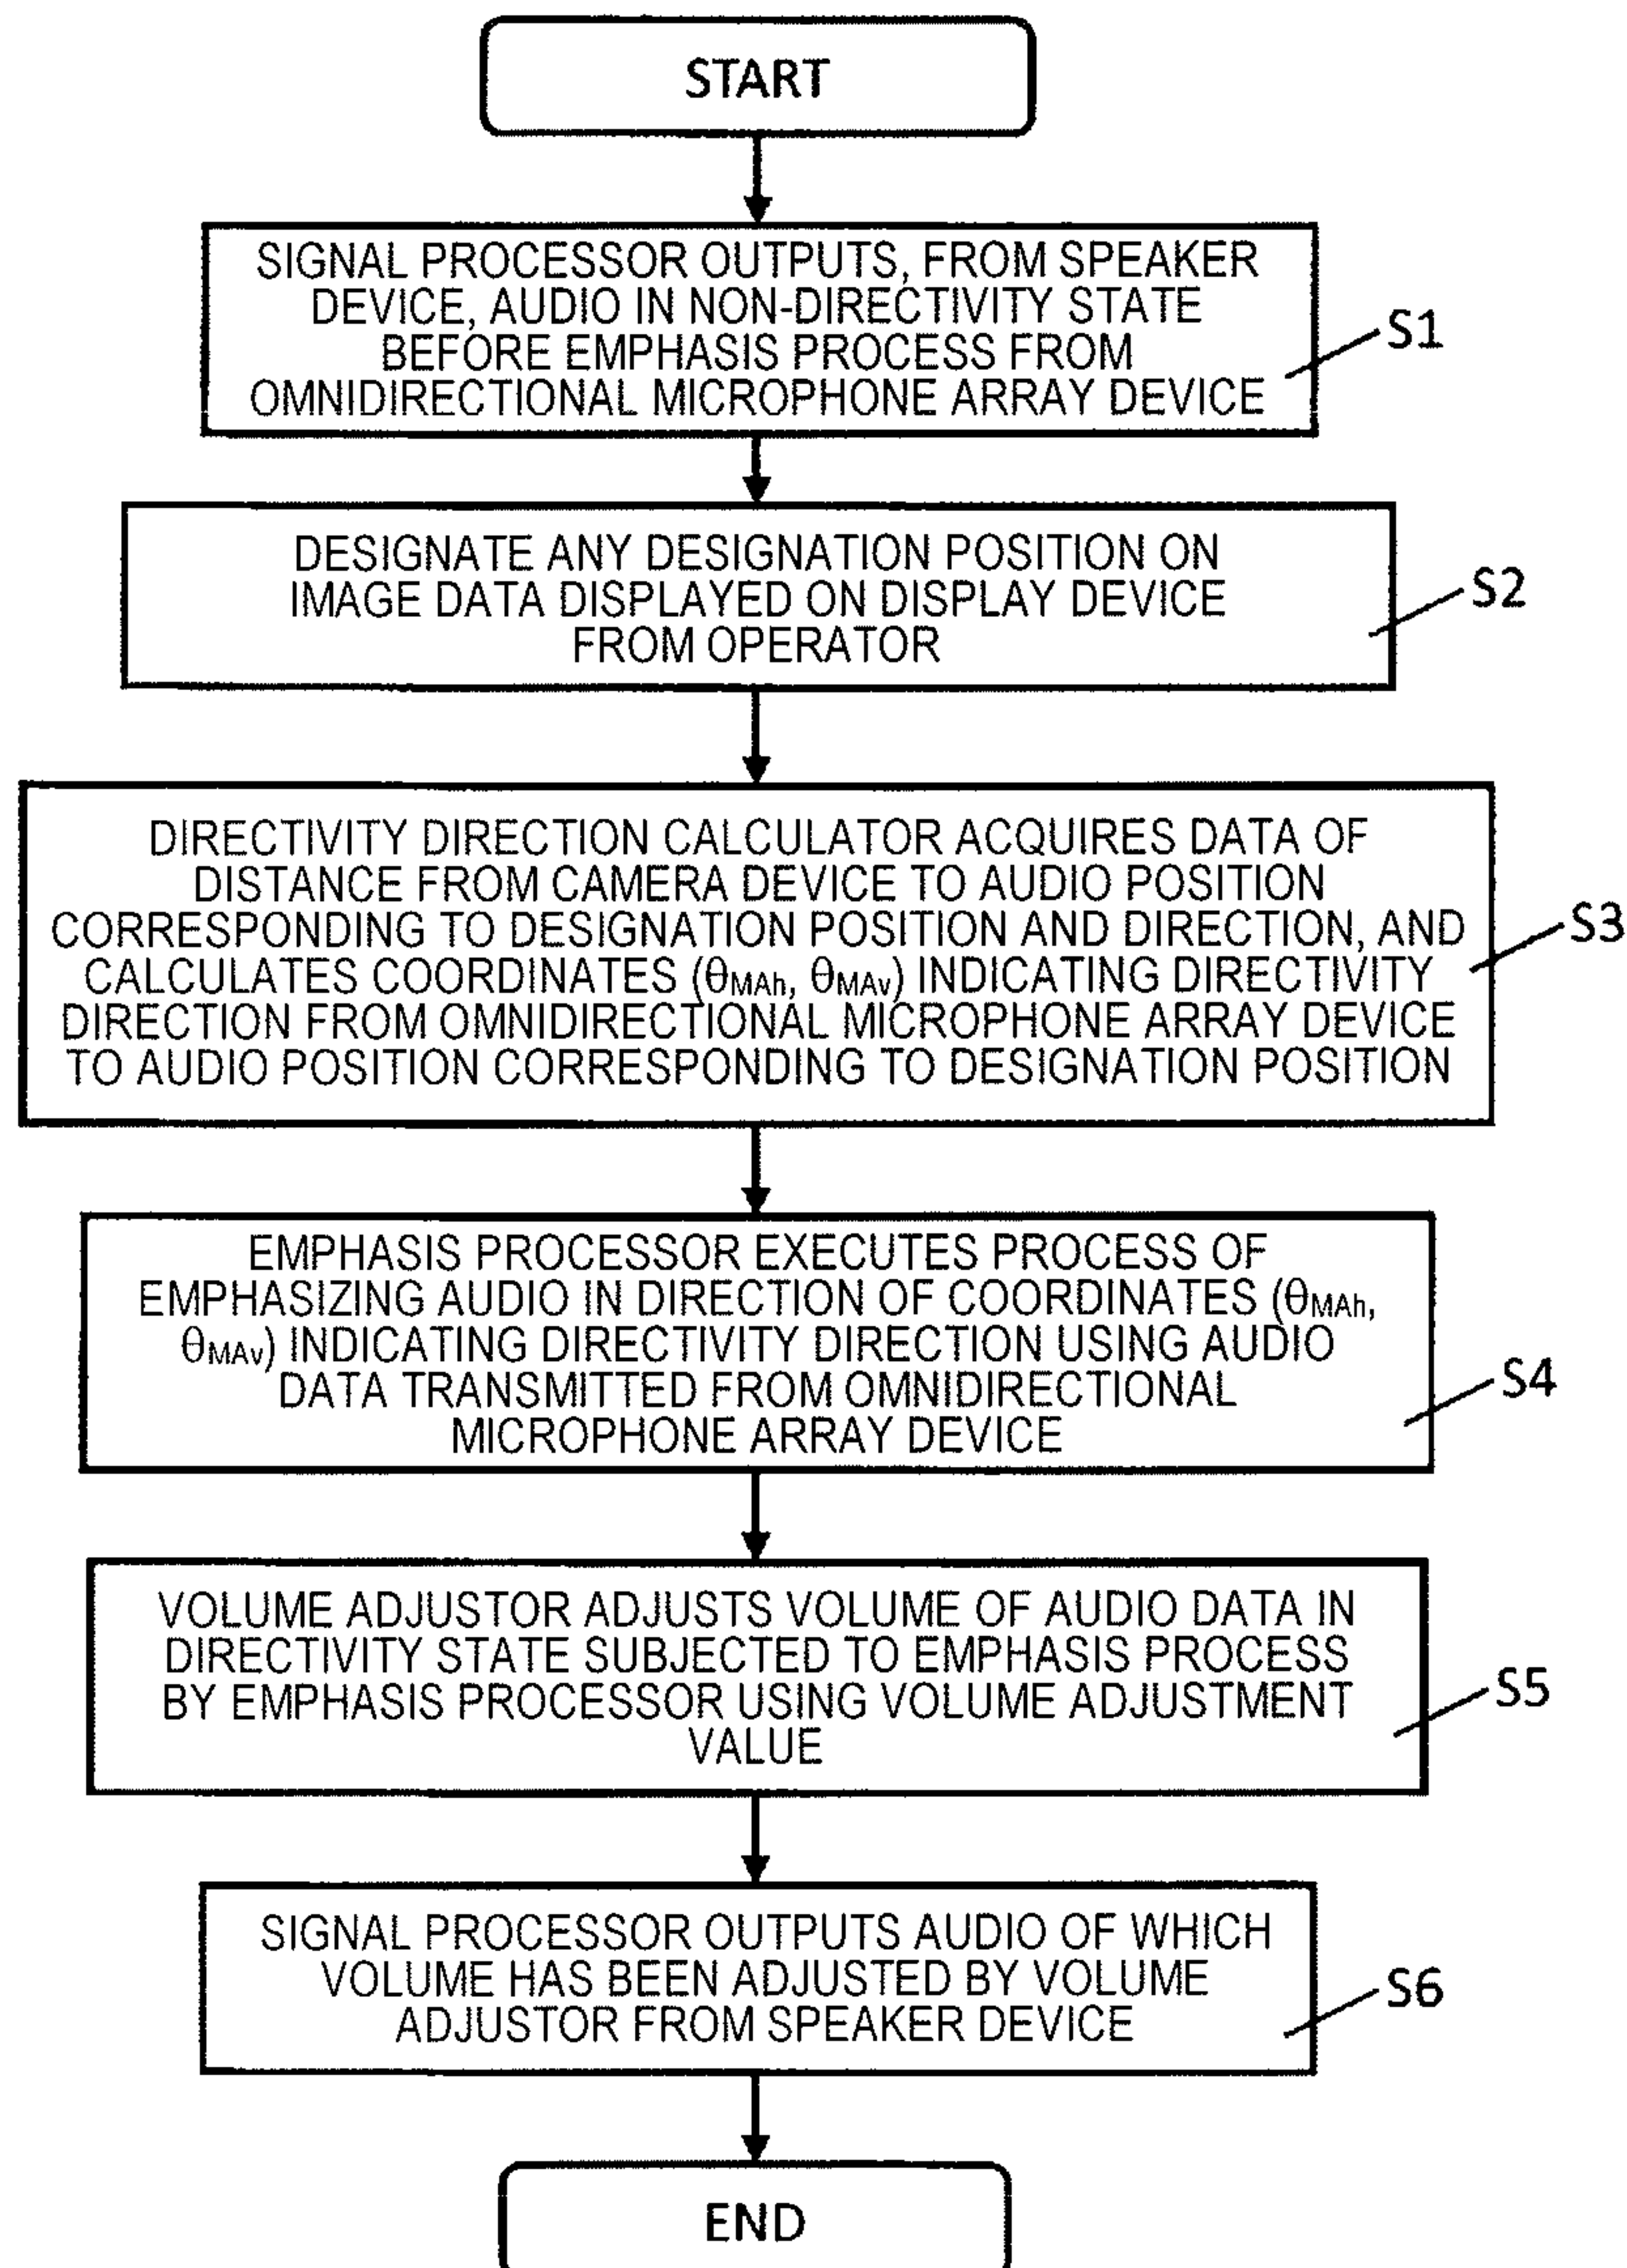 START
SIGNAL PROCESSOR OUTPUTS, FROM SPEAKER
DEVICE, AUDIO IN NON-DIRECTIVITY STATE
BEFORE EMPHASIS PROCESS FROM
OMNIDIRECTIONAL MICROPHONE ARRAY DEVICE
S1
DESIGNATE ANY DESIGNATION POSITION ON
IMAGE DATA DISPLAYED ON DISPLAY DEVICE
FROM OPERATOR
S2
DIRECTIVITY DIRECTION CALCULATOR ACQUIRES DATA OF
DISTANCE FROM CAMERA DEVICE TO AUDIO POSITION
CORRESPONDING TO DESIGNATION POSITION AND DIRECTION, AND
CALCULATES COORDINATES (θMAh, θMAv) INDICATING DIRECTIVITY
DIRECTION FROM OMNIDIRECTIONAL MICROPHONE ARRAY DEVICE
TO AUDIO POSITION CORRESPONDING TO DESIGNATION POSITION
S3
EMPHASIS PROCESSOR EXECUTES PROCESS OF
EMPHASIZING AUDIO IN DIRECTION OF COORDINATES (θMAh,
θMAv) INDICATING DIRECTIVITY DIRECTION USING AUDIO
DATA TRANSMITTED FROM OMNIDIRECTIONAL
MICROPHONE ARRAY DEVICE
S4
VOLUME ADJUSTOR ADJUSTS VOLUME OF AUDIO DATA IN
DIRECTIVITY STATE SUBJECTED TO EMPHASIS PROCESS
BY EMPHASIS PROCESSOR USING VOLUME ADJUSTMENT
VALUE
S5
SIGNAL PROCESSOR OUTPUTS AUDIO OF WHICH
VOLUME HAS BEEN ADJUSTED BY VOLUME
ADJUSTOR FROM SPEAKER DEVICE
S6
END